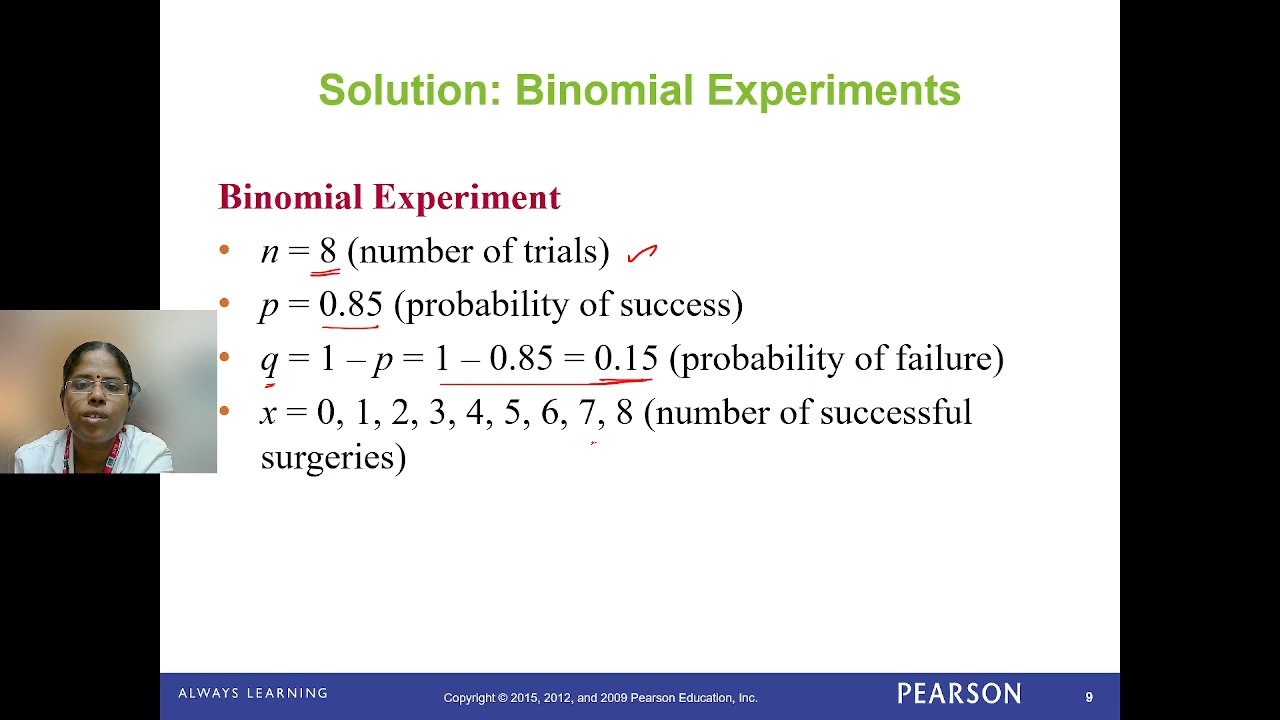 Solution: Binomial Experiments
Binomial Experiment
• n = 8 (number of trials)
• p = 0.85 (probability of success)
• q = 1 – p = 1 – 0.85 = 0.15 (probability of failure)
• x = 0, 1, 2, 3, 4, 5, 6, 7, 8 (number of successful
surgeries)
ALWAYS LEARNING
Copyright © 2015, 2012, and 2009 Pearson Education, Inc.
PEARSON
9